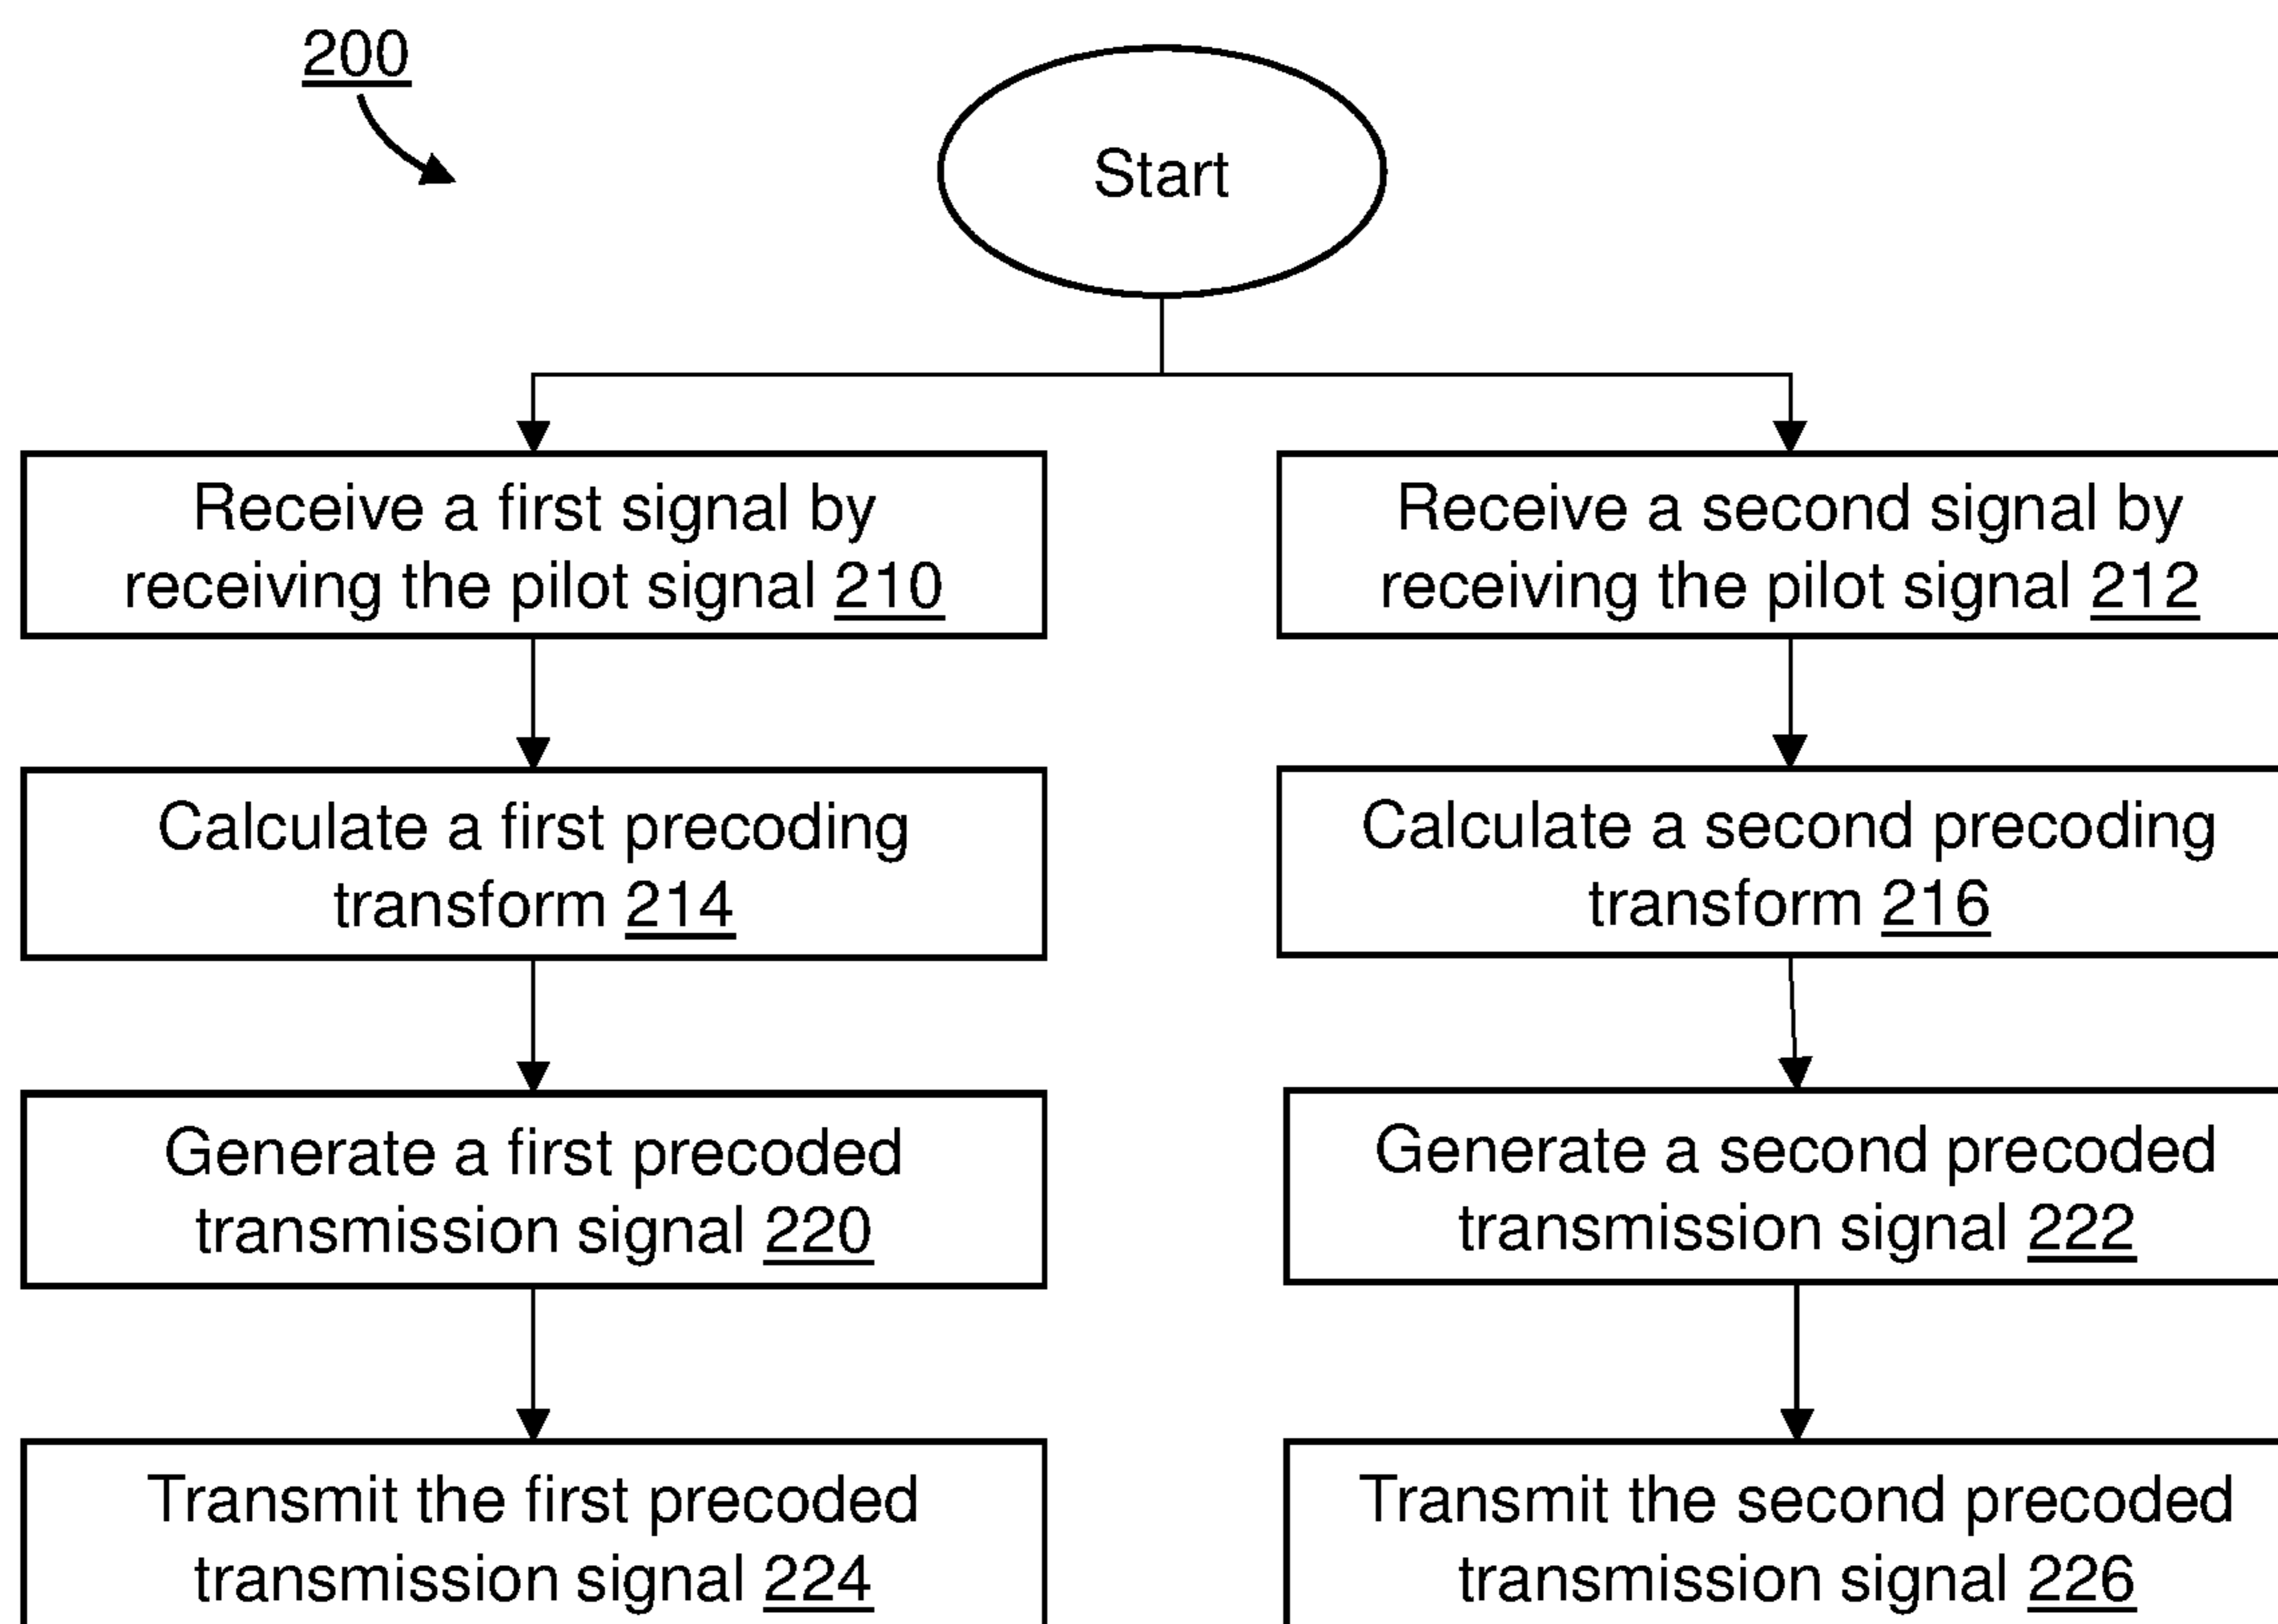 200
Start
Receive a first signal by
receiving the pilot signal 210
Receive a second signal by
receiving the pilot signal 212
Calculate a first precoding
transform 214
Calculate a second precoding
transform 216
Generate a first precoded
transmission signal 220
Generate a second precoded
transmission signal 222
Transmit the first precoded
transmission signal 224
Transmit the second precoded
transmission signal 226